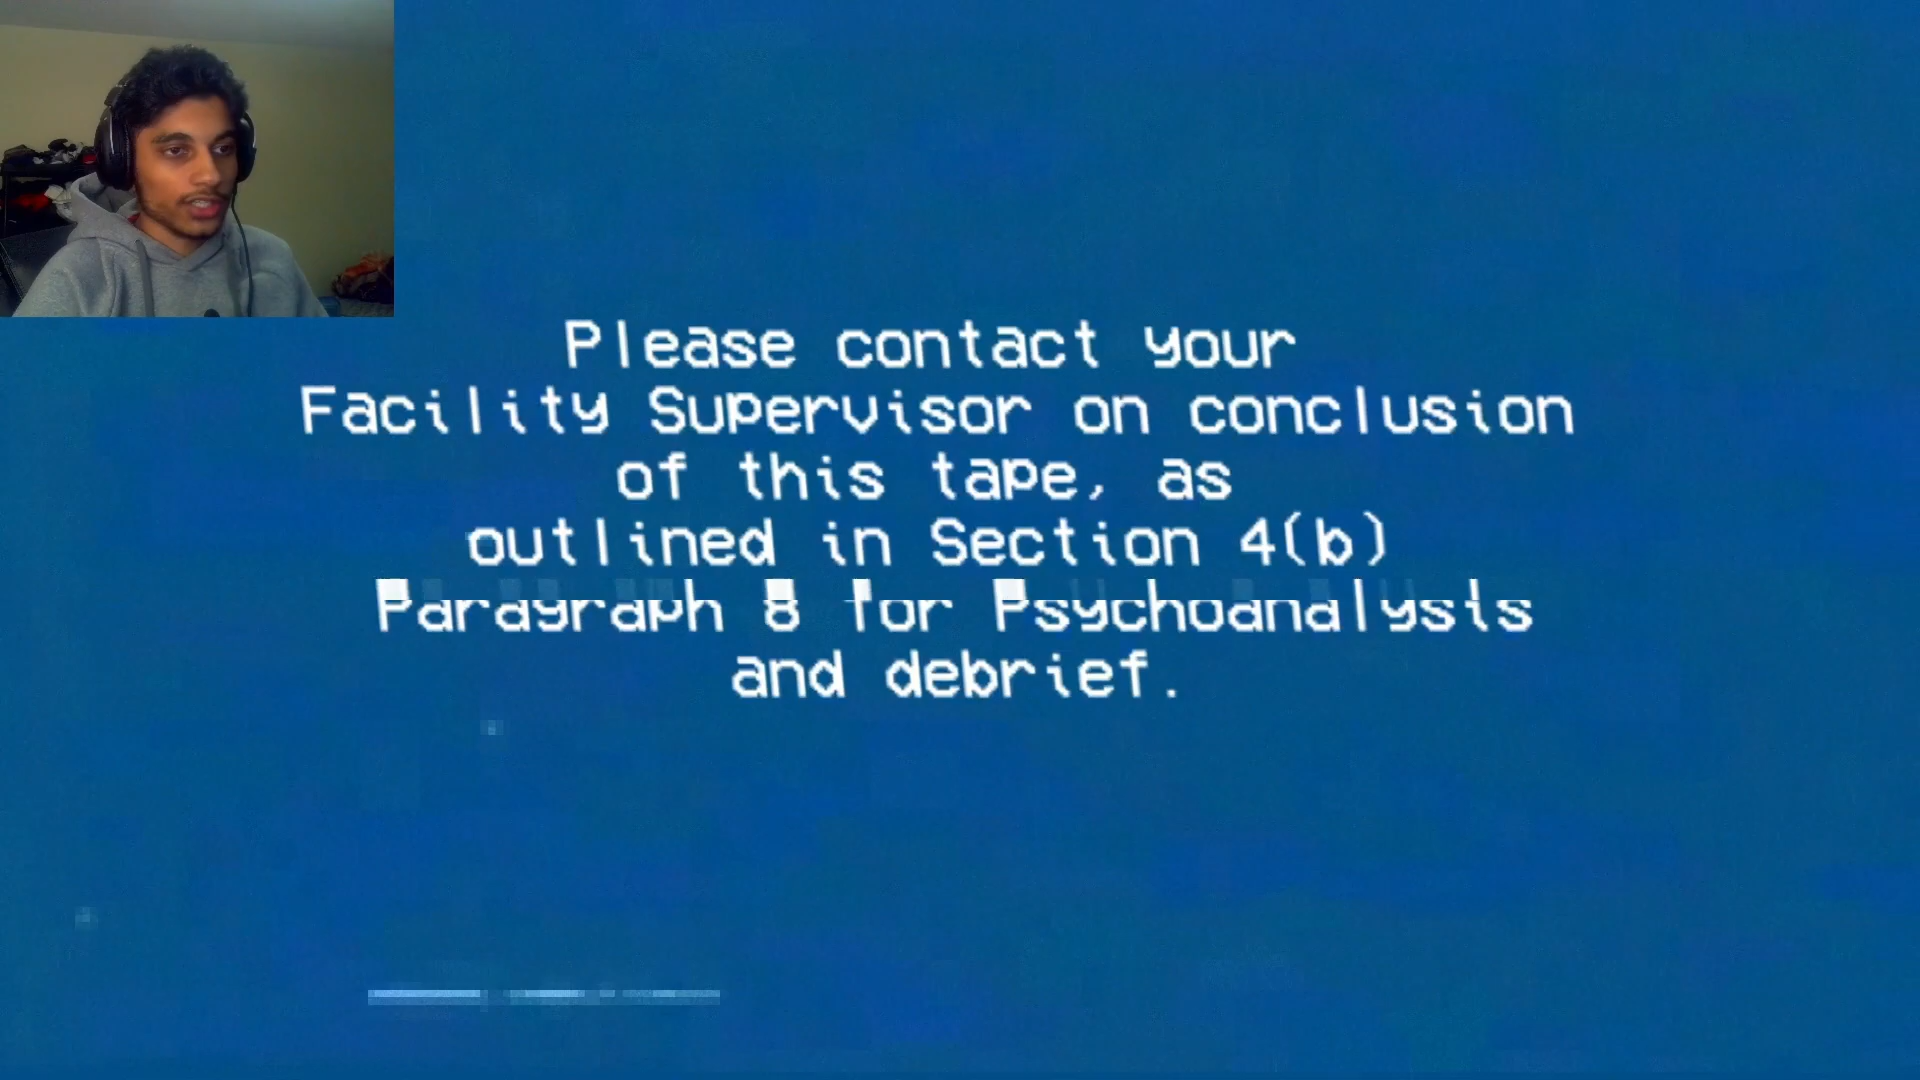 Please contact your
Facility Supervisor on conclusion
of this tape, as
outlined in Section 4(b)
Paragraph 8 for Psychoanalysis
and debrief.